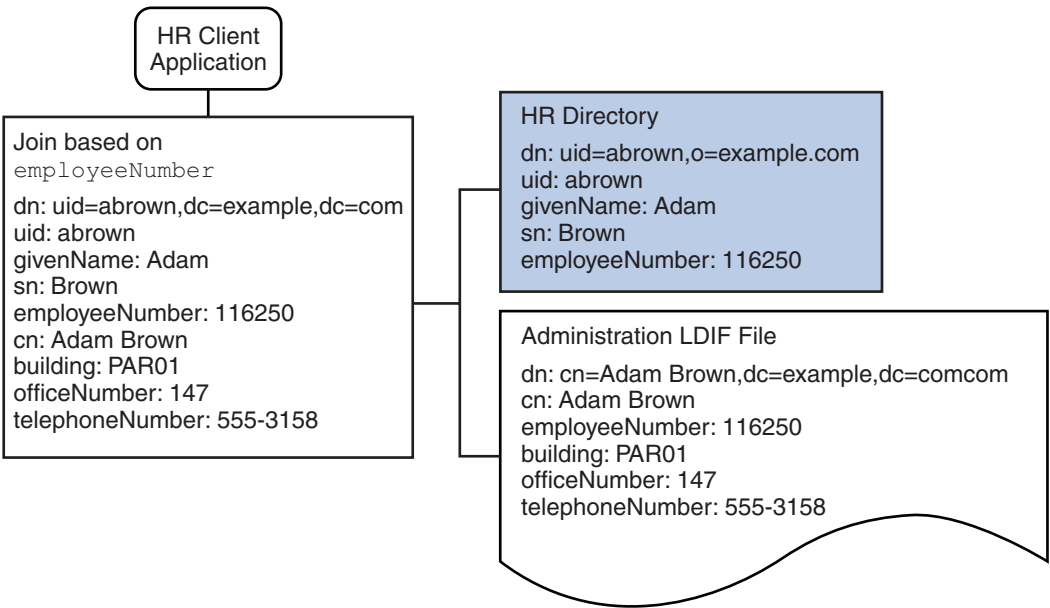 HR Client
Application
Join based on
employeeNumber
dn: uid=abrown,dc=example,dc=com
uid: abrown
givenName: Adam
sn: Brown
employeeNumber: 116250
cn: Adam Brown
building: PAR01
officeNumber: 147
telephoneNumber: 555-3158
HR Directory
dn: uid=abrown,o=example.com
uid: abrown
givenName: Adam
sn: Brown
employeeNumber: 116250
Administration LDIF File
dn: cn=Adam Brown,dc=example,dc=comcom
cn: Adam Brown
employeeNumber: 116250
building: PAR01
officeNumber: 147
telephoneNumber: 555-3158